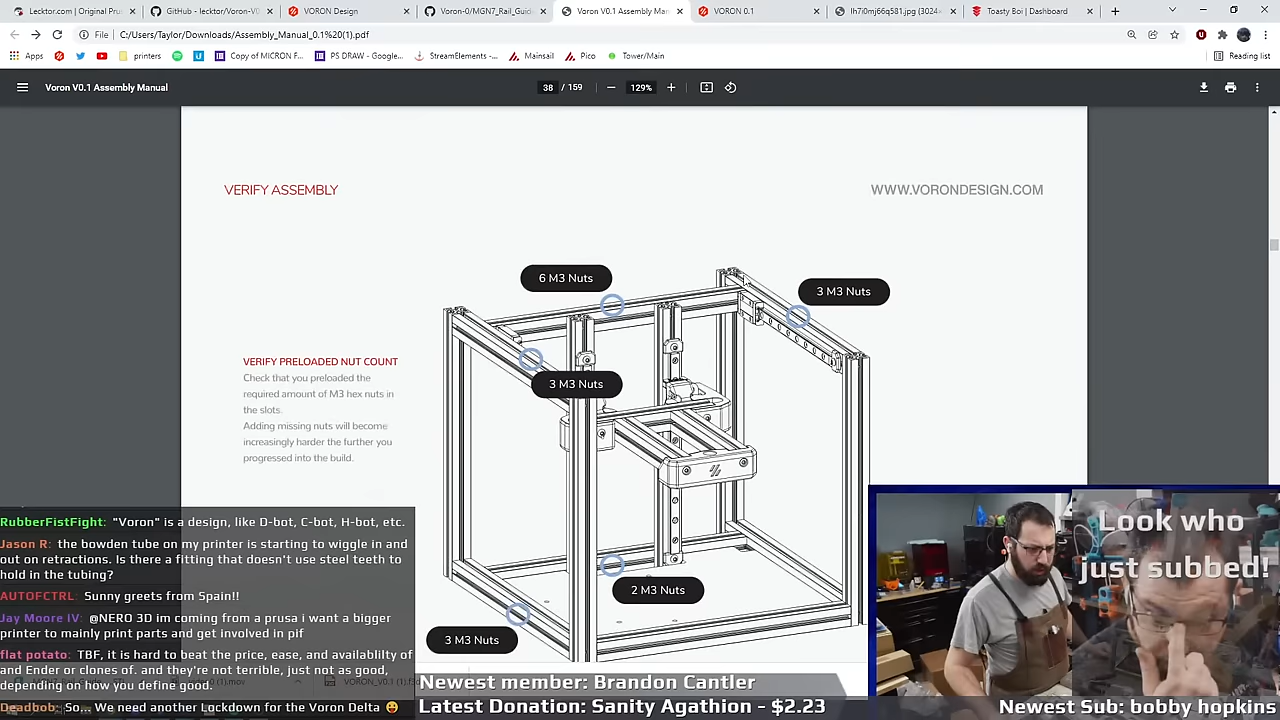 Lecktor.com | Original Pru
GitHub - lecktor/Voron-V0
VORON Design
Voron-0/MGN7_Rail_Guid
Voron V0.1 Assembly Man
VORON 0.1
lh7i0mj66q581.jpg (3024×
Toasty Boi | Dashboard
File
C:/Users/Taylor/Downloads/Assembly_Manual_0.1%20(1).pdf
Apps
printers
Copy of MICRON F...
PS DRAW - Google...
StreamElements -...
Mainsail
Pico
Tower/Main
Reading list
Voron V0.1 Assembly Manual
38 / 159
129%
VERIFY ASSEMBLY
WWW.VORONDESIGN.COM
6 M3 Nuts
3 M3 Nuts
VERIFY PRELOADED NUT COUNT
Check that you preloaded the
required amount of M3 hex nuts in
the slots.
Adding missing nuts will become
increasingly harder the further you
progressed into the build.
3 M3 Nuts
2 M3 Nuts
3 M3 Nuts
RubberFistFight: "Voron" is a design, like D-bot, C-bot, H-bot, etc.
Jason R: the bowden tube on my printer is starting to wiggle in and
out on retractions. Is there a fitting that doesn't use steel teeth to
hold in the tubing?
AUTOFCTRL: Sunny greets from Spain!!
Jay Moore IV: @NERO 3D im coming from a prusa i want a bigger
printer to mainly print parts and get involved in pif
flat potato: TBF, it is hard to beat the price, ease, and availablilty of
and Ender or clones of. and they're not terrible, just not as good,
depending on how you define good.
Deadbob: So... We need another Lockdown for the Voron Delta
Look who
just subbed!
Newest member: Brandon Cantler
Latest Donation: Sanity Agathion - $2.23
Newest Sub: bobby hopkins